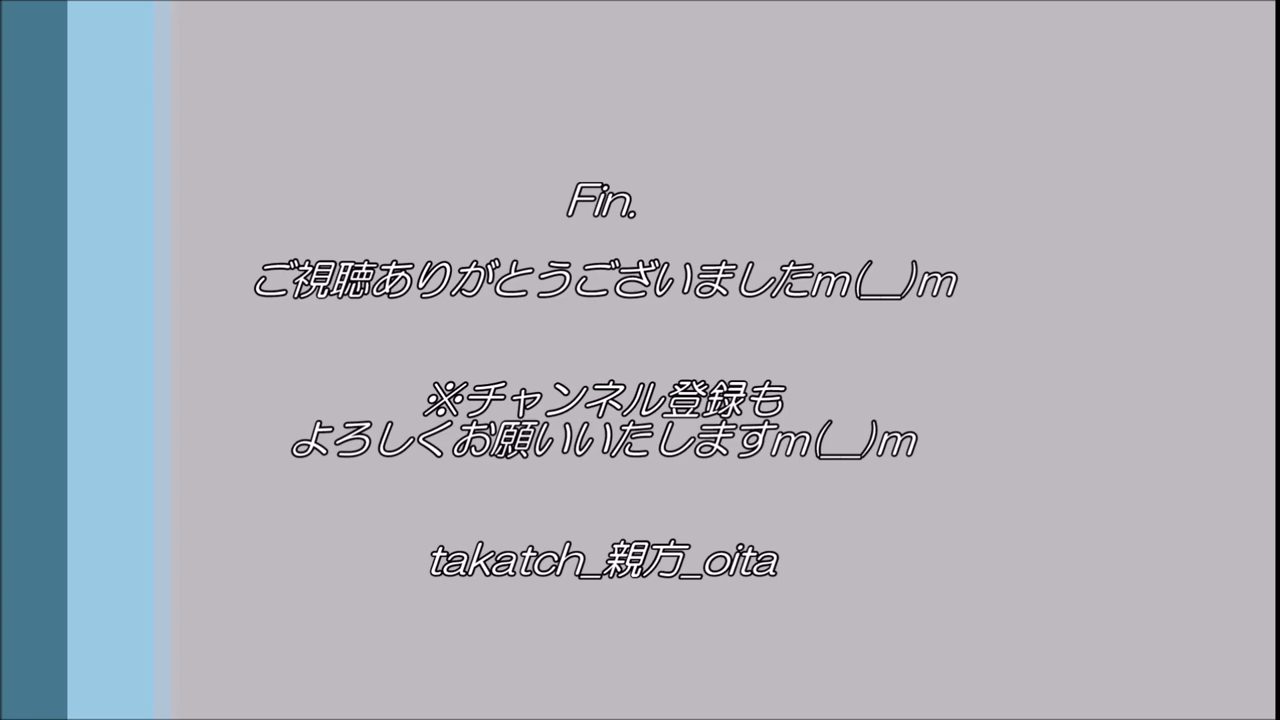 Fin.
ご視聴ありがとうございましたm(__)m
※チャンネル登録も
よろしくお願いいたしますm(__)m
takatch_親方_oita